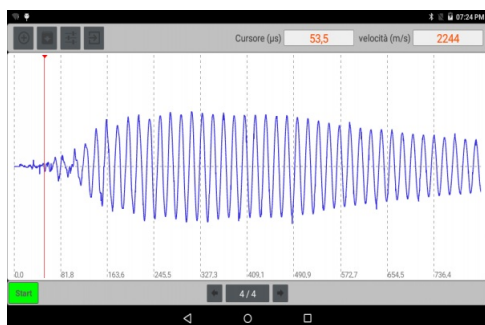 07:24 PM
Cursore (µs) 53,5 velocità (m/s) 2244
0,0 81,8 163,6 245,5 327,3 409,1 490,9 572,7 654,5 736,4
Start 4 / 4